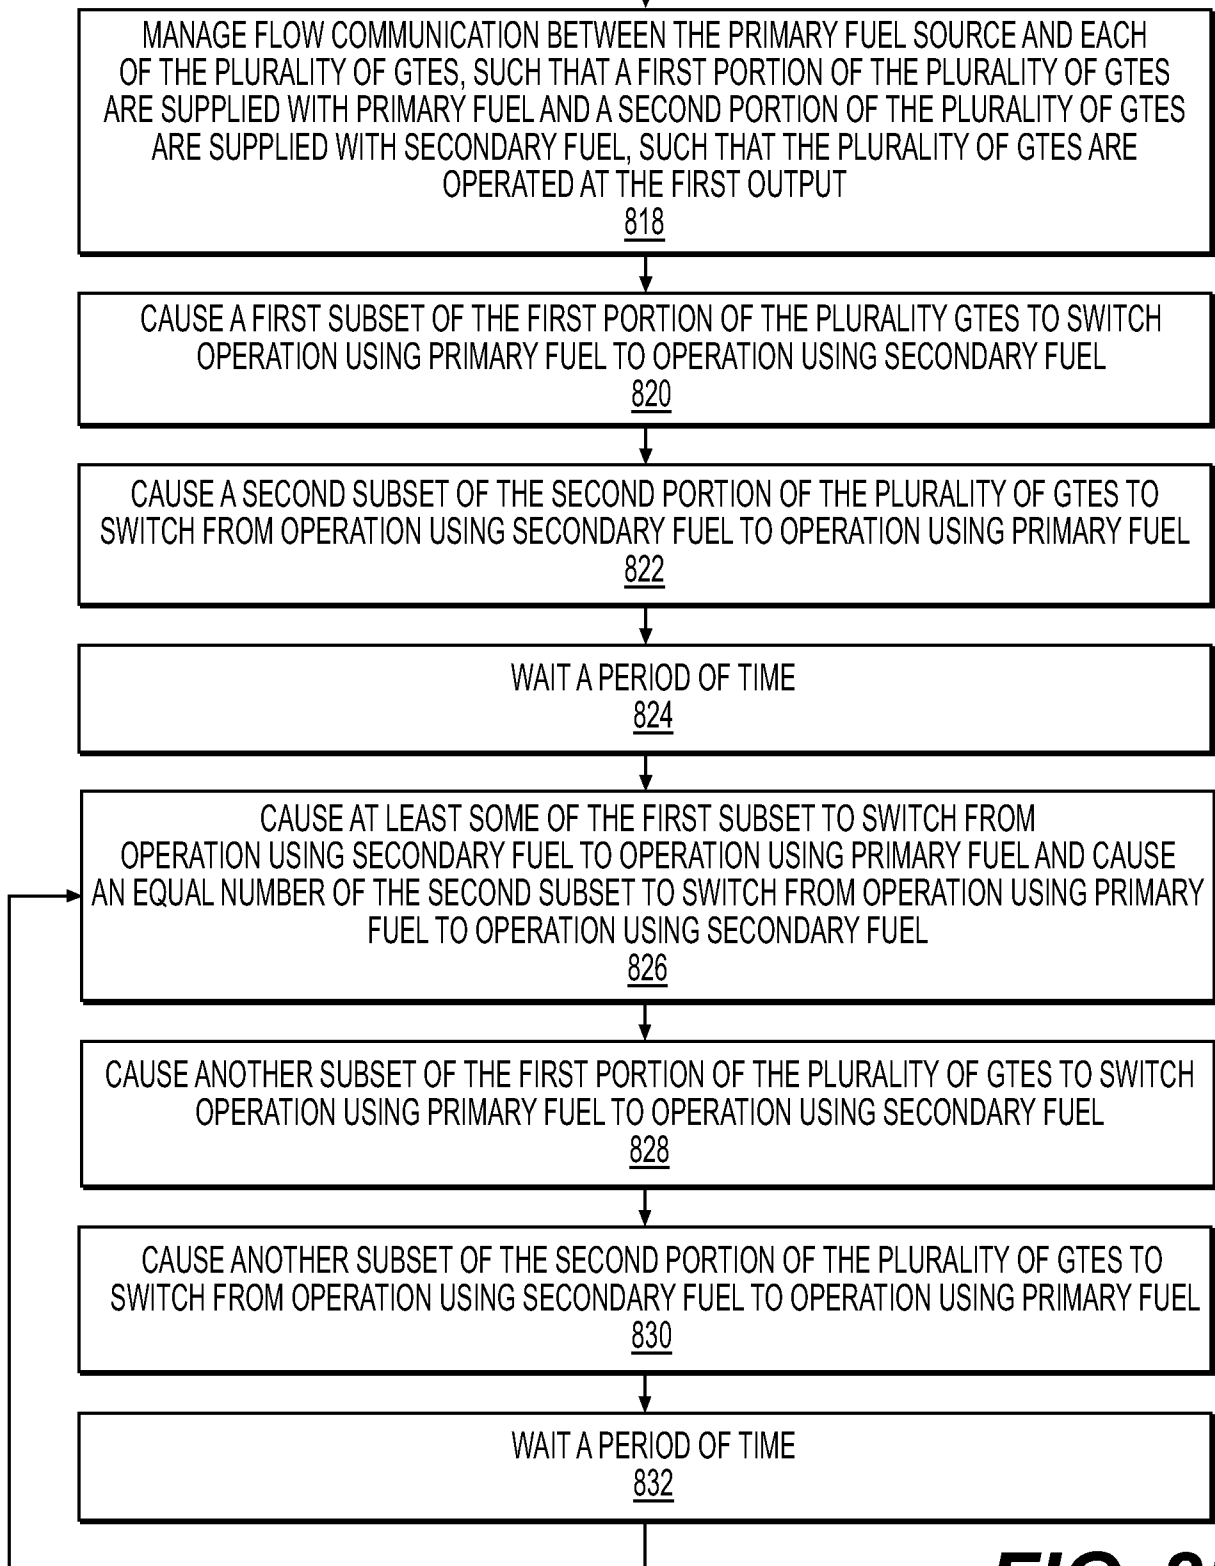 MANAGE FLOW COMMUNICATION BETWEEN THE PRIMARY FUEL SOURCE AND EACH
OF THE PLURALITY OF GTES, SUCH THAT A FIRST PORTION OF THE PLURALITY OF GTES
ARE SUPPLIED WITH PRIMARY FUEL AND A SECOND PORTION OF THE PLURALITY OF GTES
ARE SUPPLIED WITH SECONDARY FUEL, SUCH THAT THE PLURALITY OF GTES ARE
OPERATED AT THE FIRST OUTPUT
818
CAUSE A FIRST SUBSET OF THE FIRST PORTION OF THE PLURALITY GTES TO SWITCH
OPERATION USING PRIMARY FUEL TO OPERATION USING SECONDARY FUEL
820
CAUSE A SECOND SUBSET OF THE SECOND PORTION OF THE PLURALITY OF GTES TO
SWITCH FROM OPERATION USING SECONDARY FUEL TO OPERATION USING PRIMARY FUEL
822
WAIT A PERIOD OF TIME
824
CAUSE AT LEAST SOME OF THE FIRST SUBSET TO SWITCH FROM
OPERATION USING SECONDARY FUEL TO OPERATION USING PRIMARY FUEL AND CAUSE
AN EQUAL NUMBER OF THE SECOND SUBSET TO SWITCH FROM OPERATION USING PRIMARY
FUEL TO OPERATION USING SECONDARY FUEL
826
CAUSE ANOTHER SUBSET OF THE FIRST PORTION OF THE PLURALITY OF GTES TO SWITCH
OPERATION USING PRIMARY FUEL TO OPERATION USING SECONDARY FUEL
828
CAUSE ANOTHER SUBSET OF THE SECOND PORTION OF THE PLURALITY OF GTES TO
SWITCH FROM OPERATION USING SECONDARY FUEL TO OPERATION USING PRIMARY FUEL
830
WAIT A PERIOD OF TIME
832
FIG.